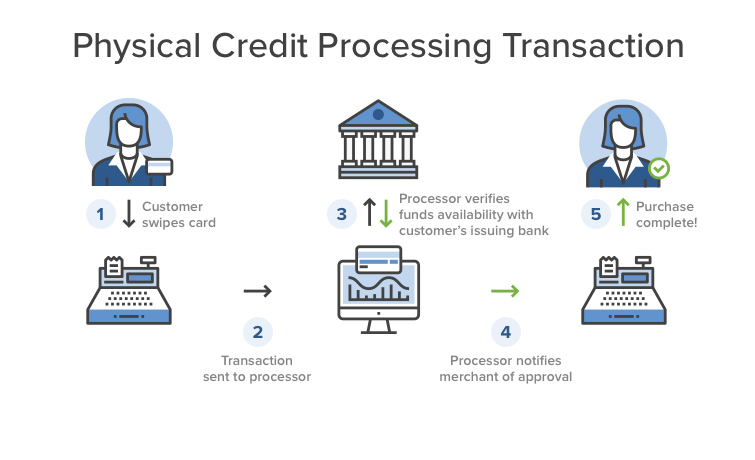 Physical Credit Processing Transaction
1
Customer
swipes card
2
Transaction
sent to processor
3
Processor verifies
funds availability with
customer's issuing bank
4
Processor notifies
merchant of approval
5
Purchase
complete!